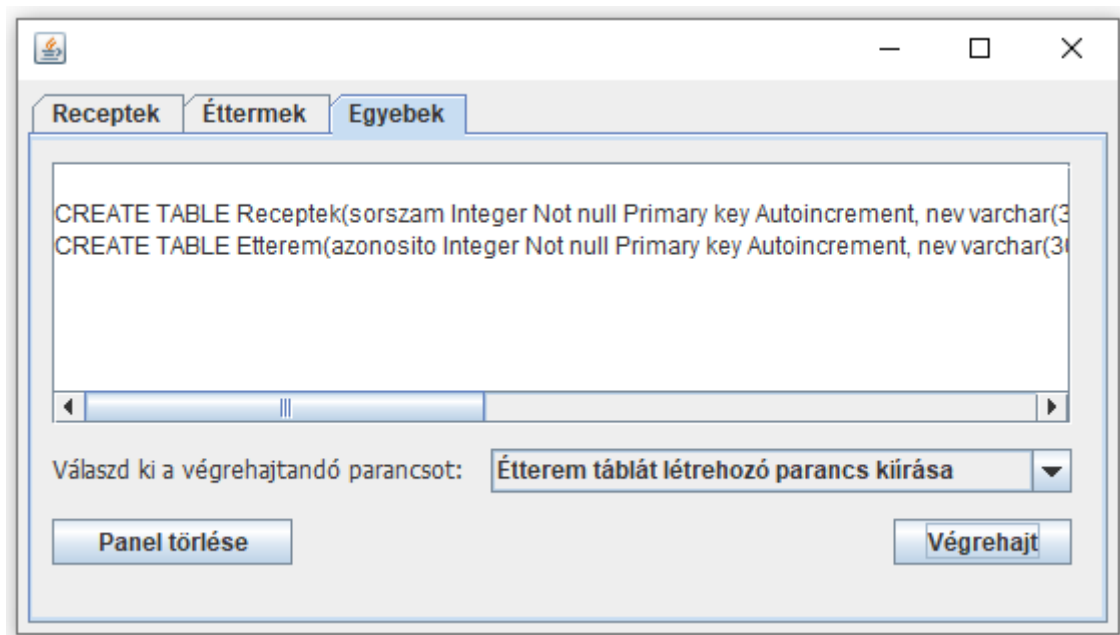 Receptek Éttermek Egyebek
CREATE TABLE Receptek(sorszam Integer Not null Primary key Autoincrement, nev varchar(3
CREATE TABLE Etterem(azonosito Integer Not null Primary key Autoincrement, nev varchar(30
Válaszd ki a végrehajtandó parancsot: Étterem táblát létrehozó parancs kiírása
Panel törlése Végrehajt